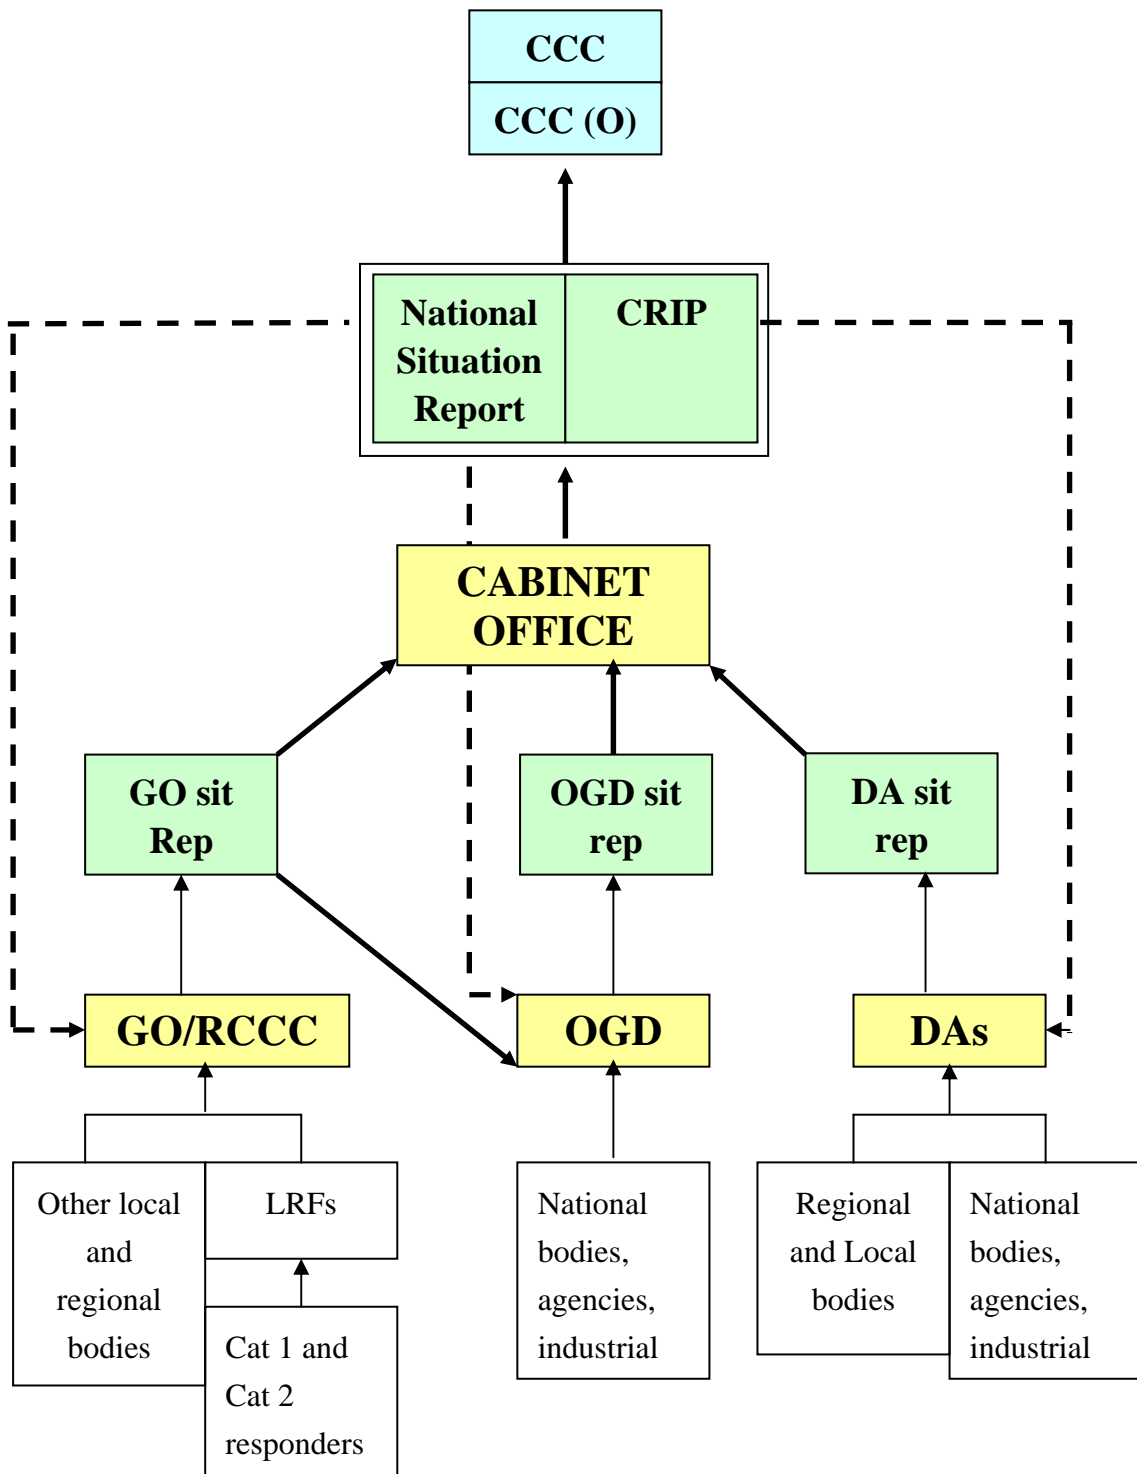 CCC
CCC (O)
National
Situation
Report
CRIP
CABINET
OFFICE
GO sit
Rep
OGD sit
rep
DA sit
rep
GO/RCCC
OGD
DAs
Other local
and
regional
bodies
LRFs
Cat 1 and
Cat 2
responders
National
bodies,
agencies,
industrial
Regional
and Local
bodies
National
bodies,
agencies,
industrial